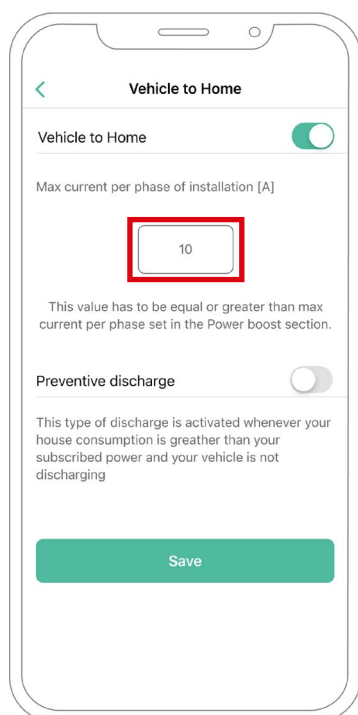 Vehicle to Home
Vehicle to Home
Max current per phase of installation [A]
10
This value has to be equal or greater than max
current per phase set in the Power boost section.
Preventive discharge
This type of discharge is activated whenever your
house consumption is greather than your
subscribed power and your vehicle is not
discharging
Save